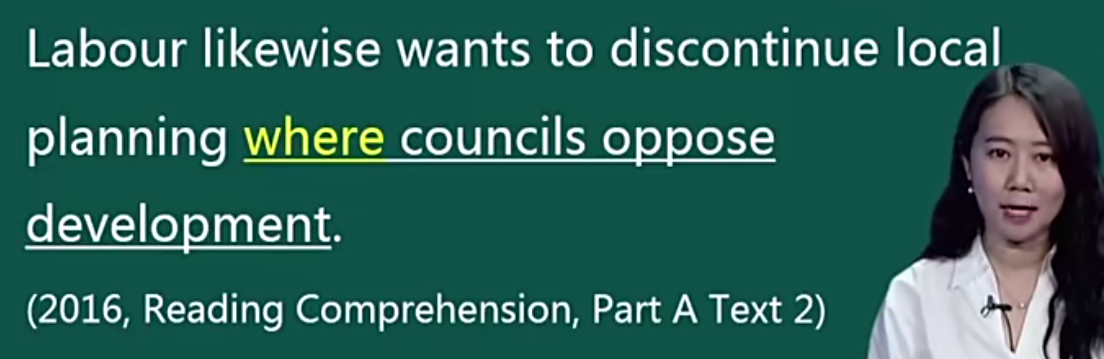 Labour likewise wants to discontinue local
planning where councils oppose
development.
(2016, Reading Comprehension, Part A Text 2)